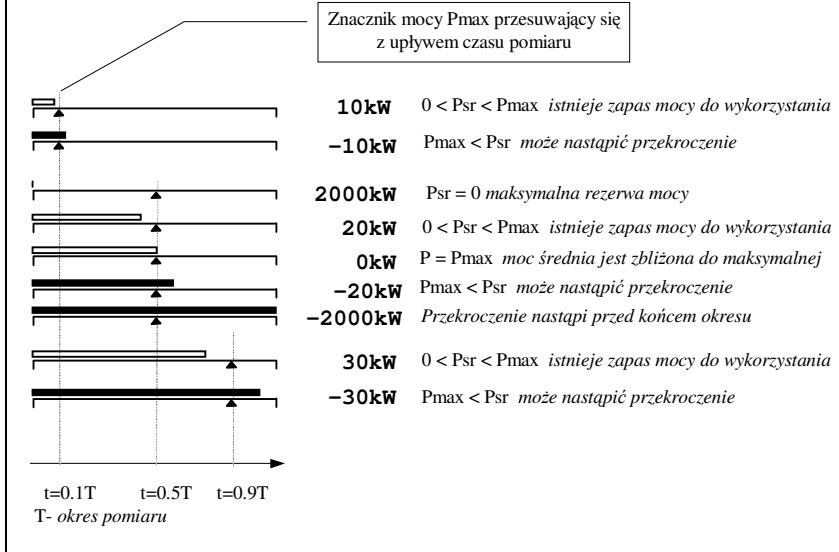 Znacznik mocy Pmax przesuwający się
z upływem czasu pomiaru
10kW 0 < Psr < Pmax istnieje zapas mocy do wykorzystania
-10kW Pmax < Psr może nastąpić przekroczenie
2000kW Psr = 0 maksymalna rezerwa mocy
20kW 0 < Psr < Pmax istnieje zapas mocy do wykorzystania
0kW P = Pmax moc średnia jest zbliżona do maksymalnej
-20kW Pmax < Psr może nastąpić przekroczenie
-2000kW Przekroczenie nastąpi przed końcem okresu
30kW 0 < Psr < Pmax istnieje zapas mocy do wykorzystania
-30kW Pmax < Psr może nastąpić przekroczenie
t=0.1T t=0.5T t=0.9T
T- okres pomiaru